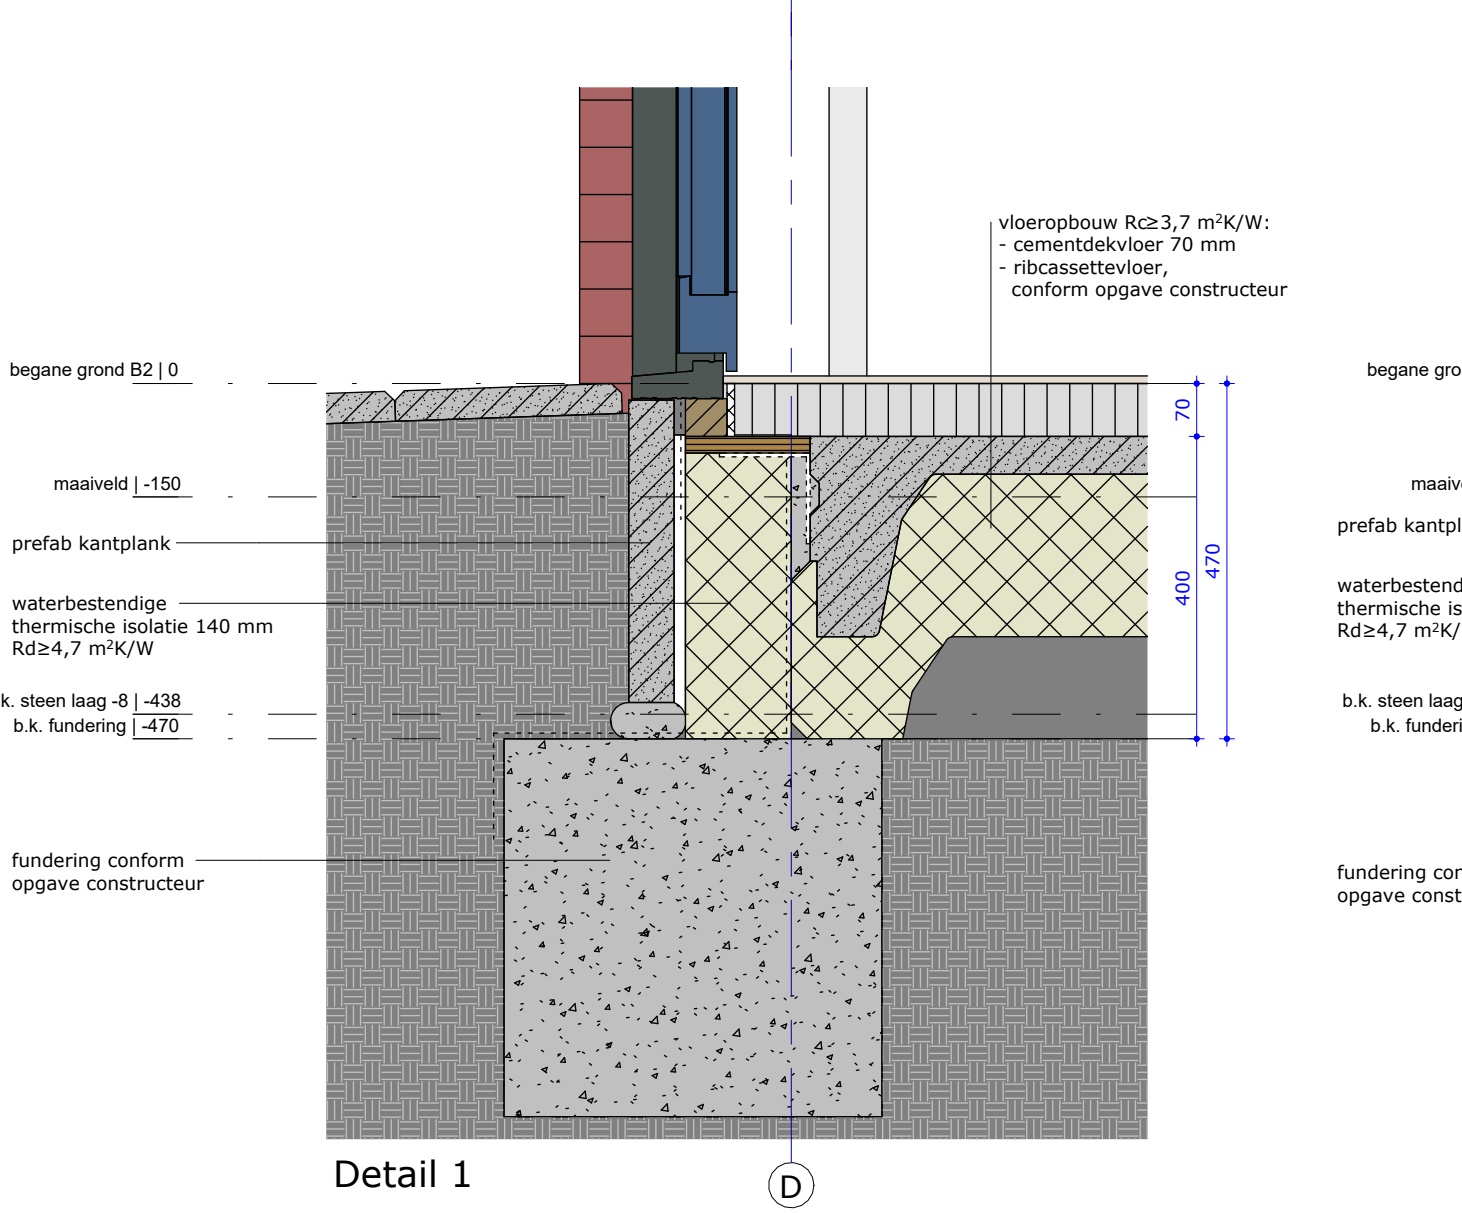 vloeropbouw Rc≥3,7 m²K/W:
- cementdekvloer 70 mm
- ribcassettevloer,
conform opgave constructeur
begane grond B2 | 0
maaiveld | -150
prefab kantplank
waterbestendige
thermische isolatie 140 mm
Rd≥4,7 m²K/W
k. steen laag -8 | -438
b.k. fundering | -470
fundering conform
opgave constructeur
70
400
470
begane gro
maaive
prefab kantpl
waterbestend
thermische is
Rd≥4,7 m²K/
b.k. steen laag
b.k. funderi
fundering con
opgave const
Detail 1
D